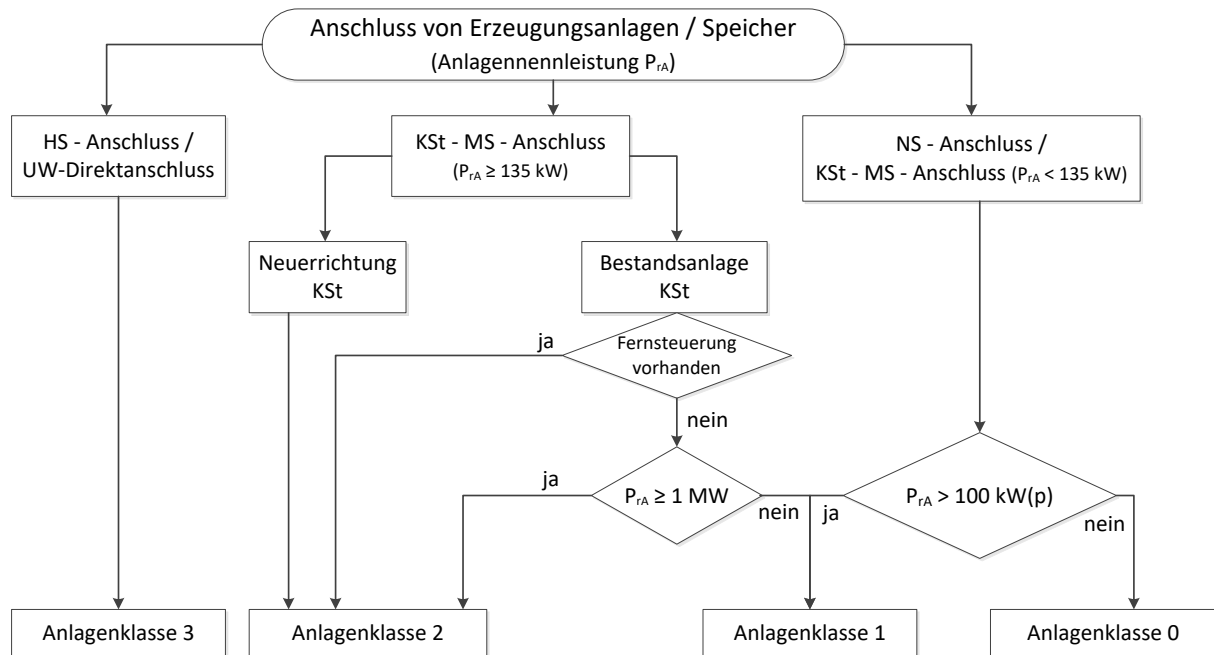 Anschluss von Erzeugungsanlagen / Speicher
(Anlagennennleistung PrA)
HS - Anschluss /
UW-Direktanschluss
KSt - MS - Anschluss
(PrA ≥ 135 kW)
NS - Anschluss /
KSt - MS - Anschluss (PrA < 135 kW)
Neuerrichtung
KSt
Bestandsanlage
KSt
ja
Fernsteuerung
vorhanden
nein
ja
PrA ≥ 1 MW
nein
ja
PrA > 100 kW(p)
nein
Anlagenklasse 3
Anlagenklasse 2
Anlagenklasse 1
Anlagenklasse 0